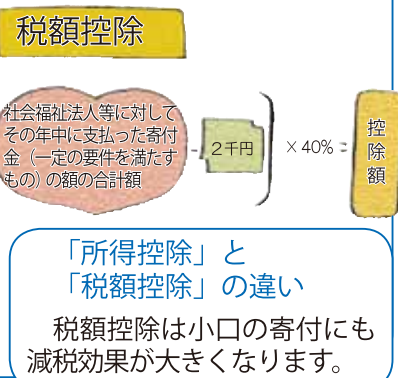 税額控除
社会福祉法人等に対して
その年中に支払った寄付
金（一定の要件を満たす
もの）の額の合計額
-
2千円
×40% =
控除額
「所得控除」と
「税額控除」の違い
税額控除は小口の寄付にも
減税効果が大きくなります。